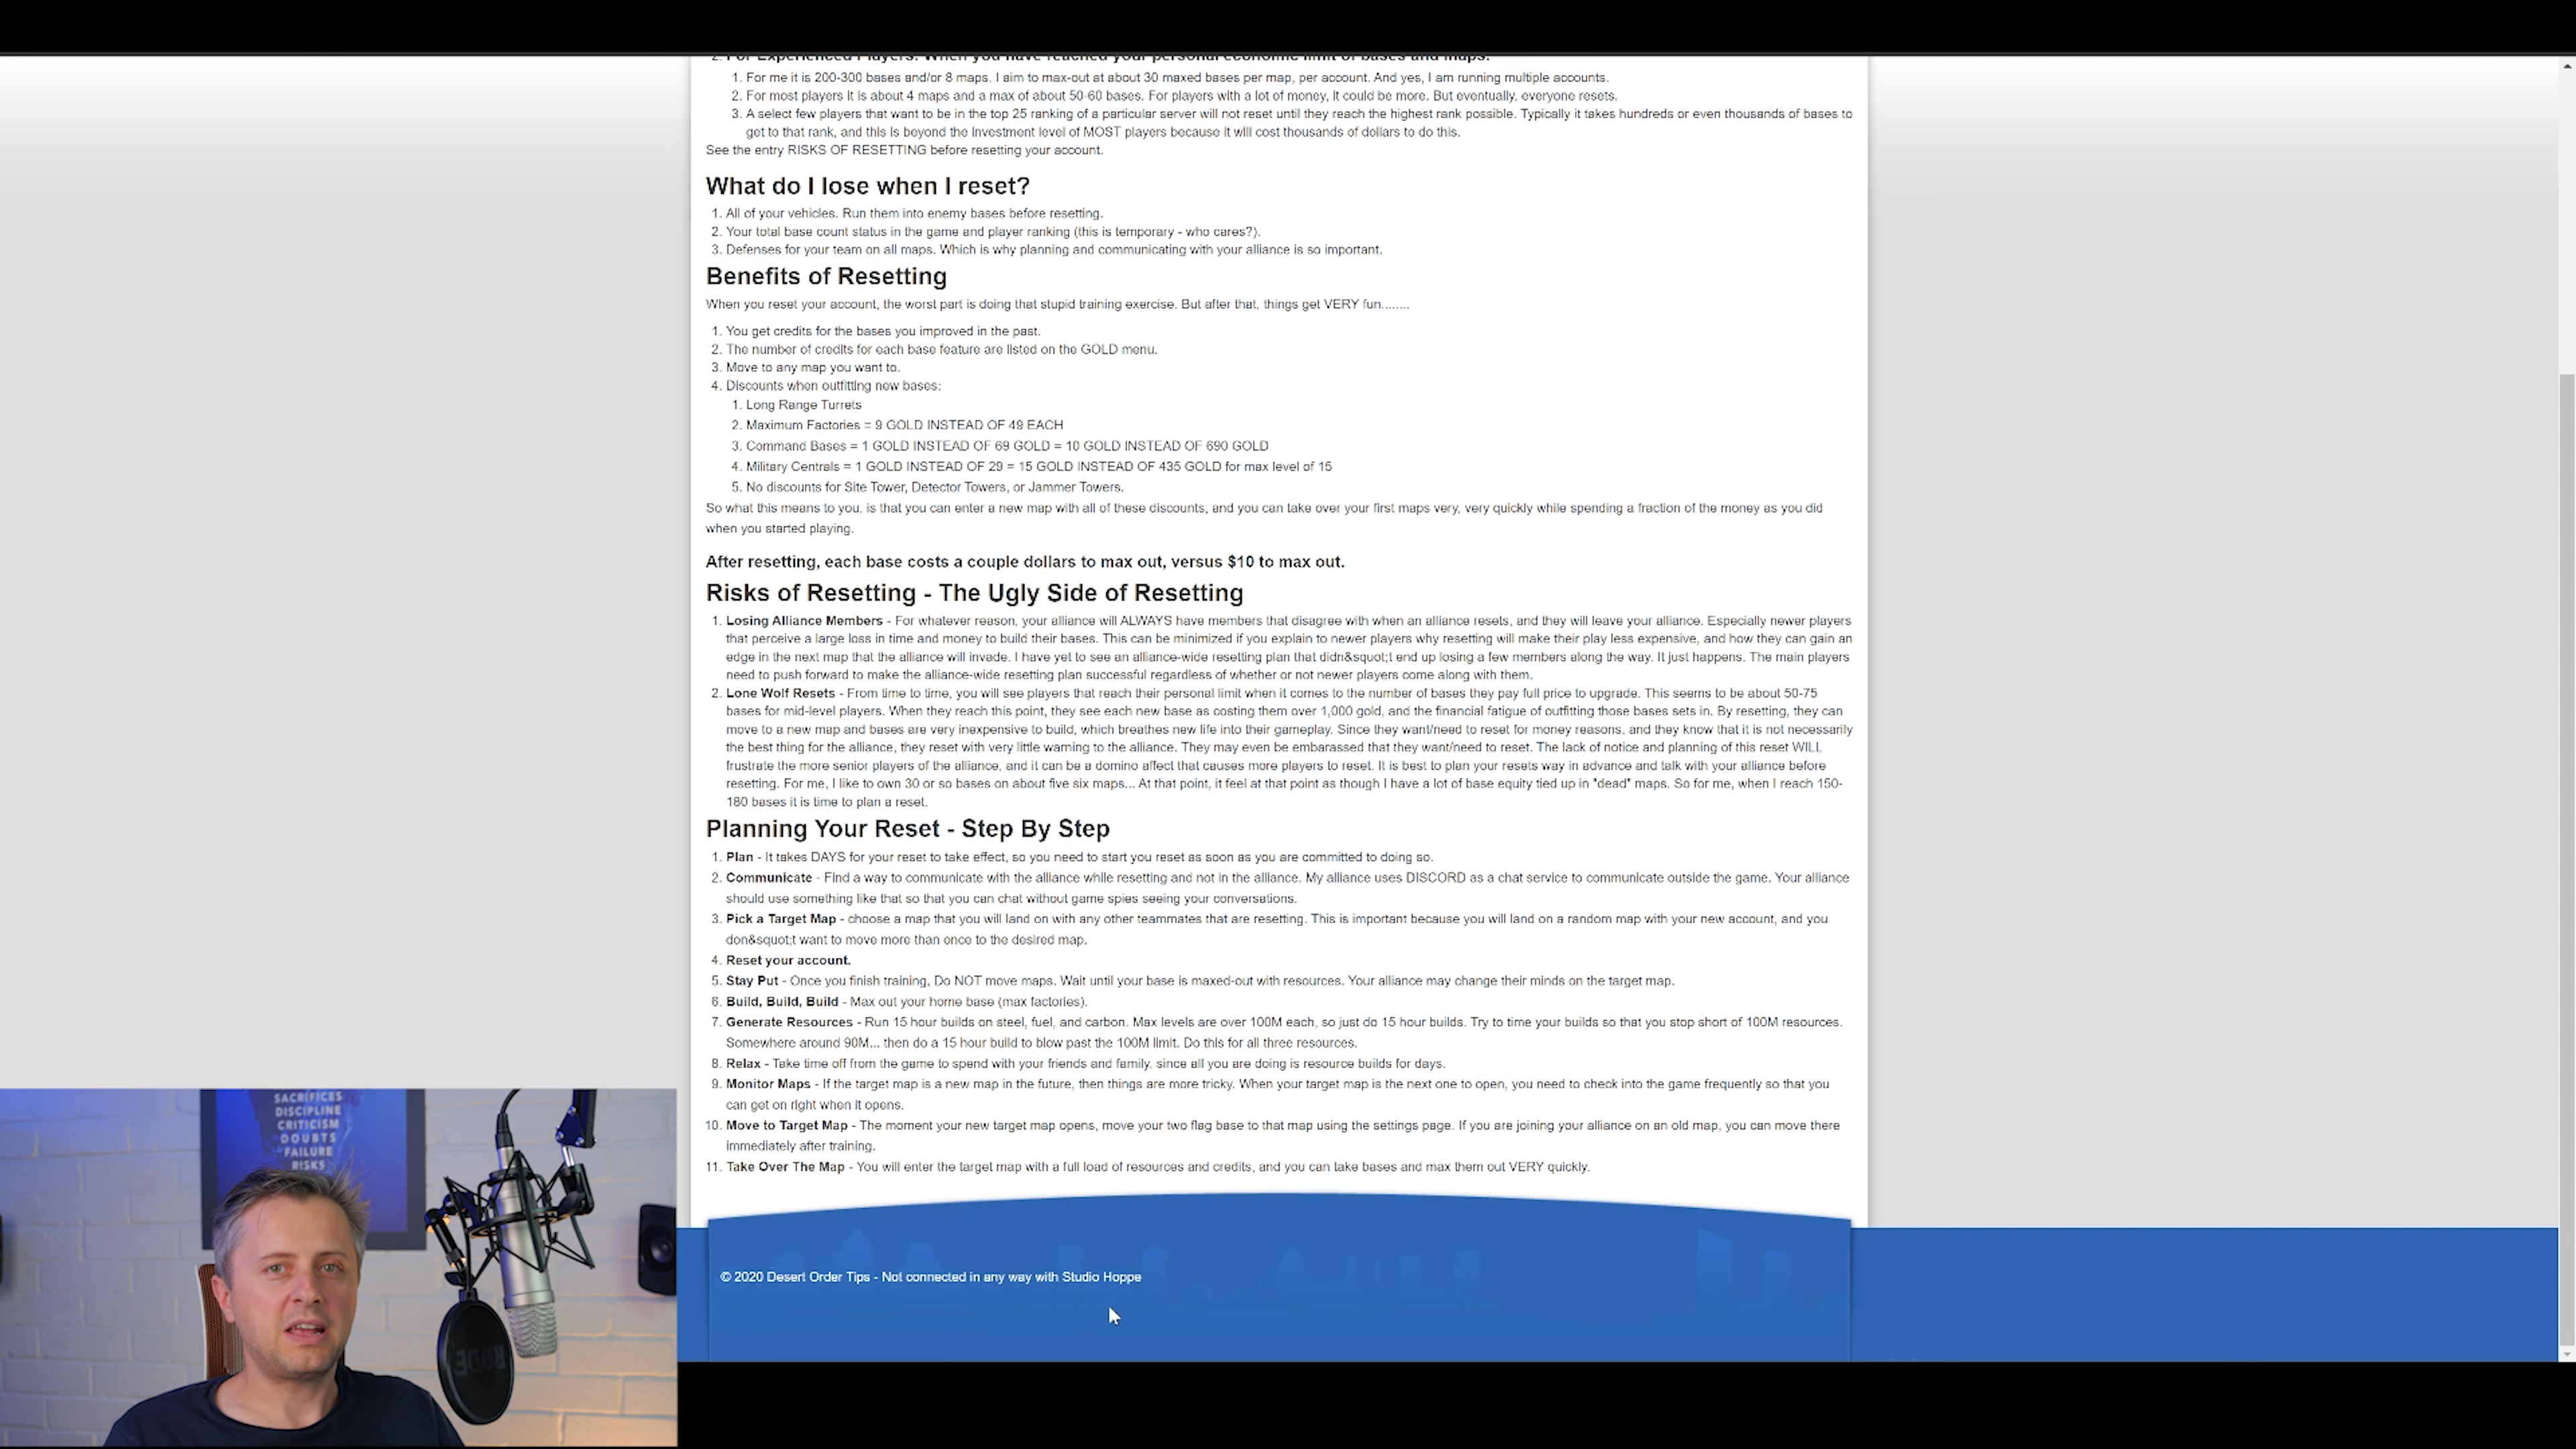 2. For Experienced Players: When you have reached your personal economic limit of bases and maps.
1. For me it is 200-300 bases and/or 8 maps. I aim to max-out at about 30 maxed bases per map, per account. And yes, I am running multiple accounts.
2. For most players it is about 4 maps and a max of about 50-60 bases. For players with a lot of money, it could be more. But eventually, everyone resets.
3. A select few players that want to be in the top 25 ranking of a particular server will not reset until they reach the highest rank possible. Typically it takes hundreds or even thousands of bases to
get to that rank, and this is beyond the investment level of MOST players because it will cost thousands of dollars to do this.
See the entry RISKS OF RESETTING before resetting your account.
What do I lose when I reset?
1. All of your vehicles. Run them into enemy bases before resetting.
2. Your total base count status in the game and player ranking (this is temporary - who cares?).
3. Defenses for your team on all maps. Which is why planning and communicating with your alliance is so important.
Benefits of Resetting
When you reset your account, the worst part is doing that stupid training exercise. But after that, things get VERY fun........
1. You get credits for the bases you improved in the past.
2. The number of credits for each base feature are listed on the GOLD menu.
3. Move to any map you want to.
4. Discounts when outfitting new bases:
1. Long Range Turrets
2. Maximum Factories = 9 GOLD INSTEAD OF 49 EACH
3. Command Bases = 1 GOLD INSTEAD OF 69 GOLD = 10 GOLD INSTEAD OF 690 GOLD
4. Military Centrals = 1 GOLD INSTEAD OF 29 = 15 GOLD INSTEAD OF 435 GOLD for max level of 15
5. No discounts for Site Tower, Detector Towers, or Jammer Towers.
So what this means to you, is that you can enter a new map with all of these discounts, and you can take over your first maps very, very quickly while spending a fraction of the money as you did
when you started playing.
After resetting, each base costs a couple dollars to max out, versus $10 to max out.
Risks of Resetting - The Ugly Side of Resetting
1. Losing Alliance Members - For whatever reason, your alliance will ALWAYS have members that disagree with when an alliance resets, and they will leave your alliance. Especially newer players
that perceive a large loss in time and money to build their bases. This can be minimized if you explain to newer players why resetting will make their play less expensive, and how they can gain an
edge in the next map that the alliance will invade. I have yet to see an alliance-wide resetting plan that didn&squot;t end up losing a few members along the way. It just happens. The main players
need to push forward to make the alliance-wide resetting plan successful regardless of whether or not newer players come along with them.
2. Lone Wolf Resets - From time to time, you will see players that reach their personal limit when it comes to the number of bases they pay full price to upgrade. This seems to be about 50-75
bases for mid-level players. When they reach this point, they see each new base as costing them over 1,000 gold, and the financial fatigue of outfitting those bases sets in. By resetting, they can
move to a new map and bases are very inexpensive to build, which breathes new life into their gameplay. Since they want/need to reset for money reasons, and they know that it is not necessarily
the best thing for the alliance, they reset with very little warning to the alliance. They may even be embarassed that they want/need to reset. The lack of notice and planning of this reset WILL
frustrate the more senior players of the alliance, and it can be a domino affect that causes more players to reset. It is best to plan your resets way in advance and talk with your alliance before
resetting. For me, I like to own 30 or so bases on about five six maps... At that point, it feel at that point as though I have a lot of base equity tied up in "dead" maps. So for me, when I reach 150-
180 bases it is time to plan a reset.
Planning Your Reset - Step By Step
1. Plan - It takes DAYS for your reset to take effect, so you need to start you reset as soon as you are committed to doing so.
2. Communicate - Find a way to communicate with the alliance while resetting and not in the alliance. My alliance uses DISCORD as a chat service to communicate outside the game. Your alliance
should use something like that so that you can chat without game spies seeing your conversations.
3. Pick a Target Map - choose a map that you will land on with any other teammates that are resetting. This is important because you will land on a random map with your new account, and you
don&squot;t want to move more than once to the desired map.
4. Reset your account.
5. Stay Put - Once you finish training, Do NOT move maps. Wait until your base is maxed-out with resources. Your alliance may change their minds on the target map.
6. Build, Build, Build - Max out your home base (max factories).
7. Generate Resources - Run 15 hour builds on steel, fuel, and carbon. Max levels are over 100M each, so just do 15 hour builds. Try to time your builds so that you stop short of 100M resources.
Somewhere around 90M... then do a 15 hour build to blow past the 100M limit. Do this for all three resources.
8. Relax - Take time off from the game to spend with your friends and family, since all you are doing is resource builds for days.
9. Monitor Maps - If the target map is a new map in the future, then things are more tricky. When your target map is the next one to open, you need to check into the game frequently so that you
can get on right when it opens.
10. Move to Target Map - The moment your new target map opens, move your two flag base to that map using the settings page. If you are joining your alliance on an old map, you can move there
immediately after training.
11. Take Over The Map - You will enter the target map with a full load of resources and credits, and you can take bases and max them out VERY quickly.
© 2020 Desert Order Tips - Not connected in any way with Studio Hoppe
SACRIFICES
DISCIPLINE
CRITICISM
DOUBTS
FAILURE
RISKS
RODE